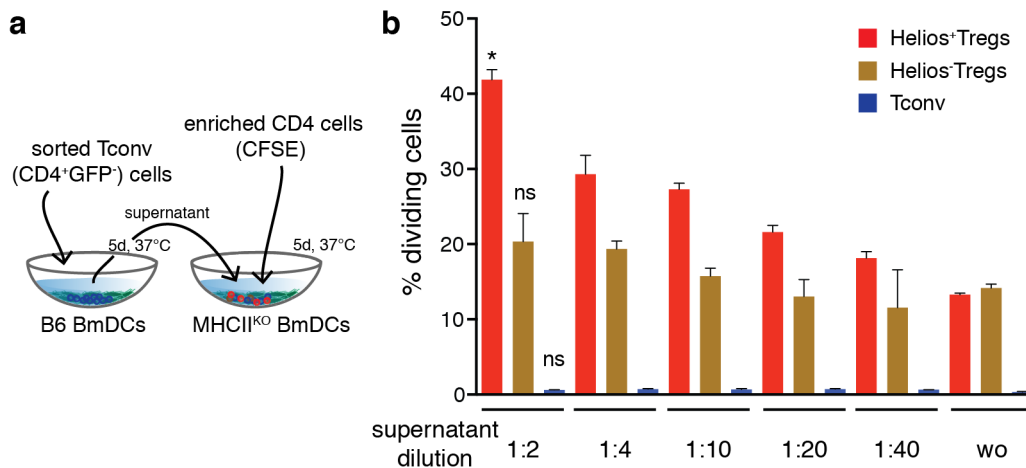 a
sorted Tconv
(CD4⁺GFP⁻) cells
enriched CD4 cells
(CFSE)
supernatant
5d, 37°C
5d, 37°C
B6 BmDCs
MHCIIᴷᴼ BmDCs
b
% dividing cells
50
40
30
20
10
0
*
ns
ns
Helios⁺Tregs
Helios⁻Tregs
Tconv
supernatant
dilution
1:2
1:4
1:10
1:20
1:40
wo